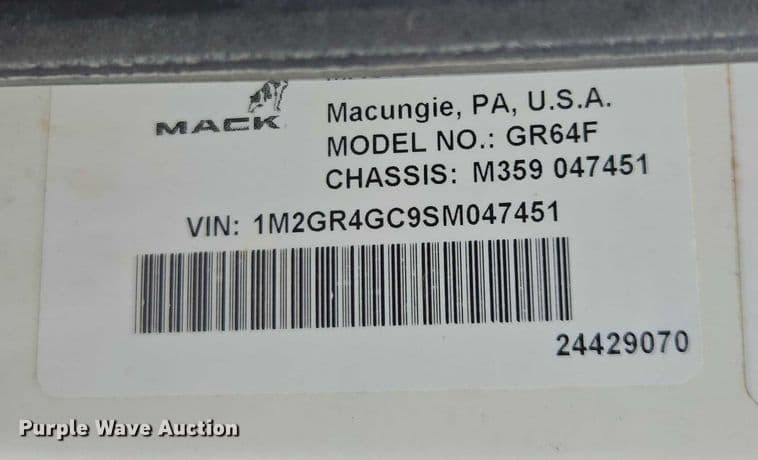 MACK
Macungie, PA, U.S.A.
MODEL NO.: GR64F
CHASSIS: M359 047451
VIN: 1M2GR4GC9SM047451
24429070
Purple Wave Auction